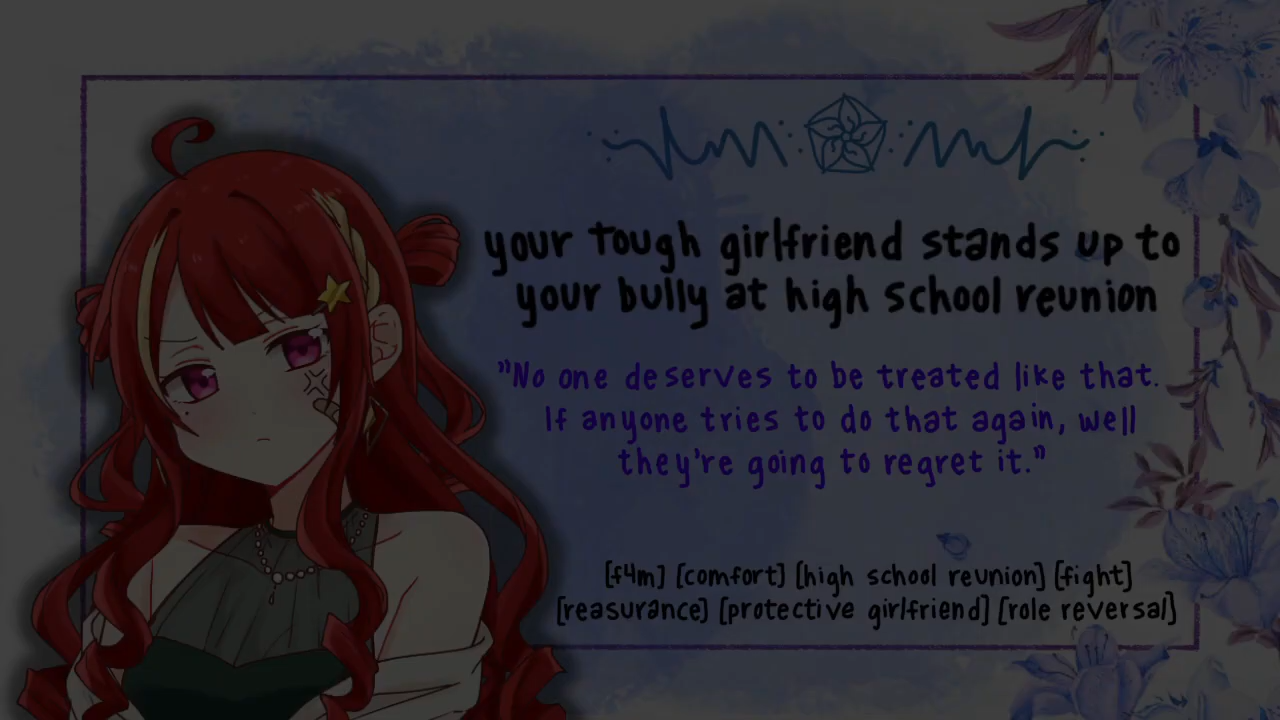 your tough girlfriend stands up to
your bully at high school reunion
"No one deserves to be treated like that.
If anyone tries to do that again, well
they're going to regret it."
[f4m] [comfort] [high school reunion] [fight]
[reasurance] [protective girlfriend] [role reversal]